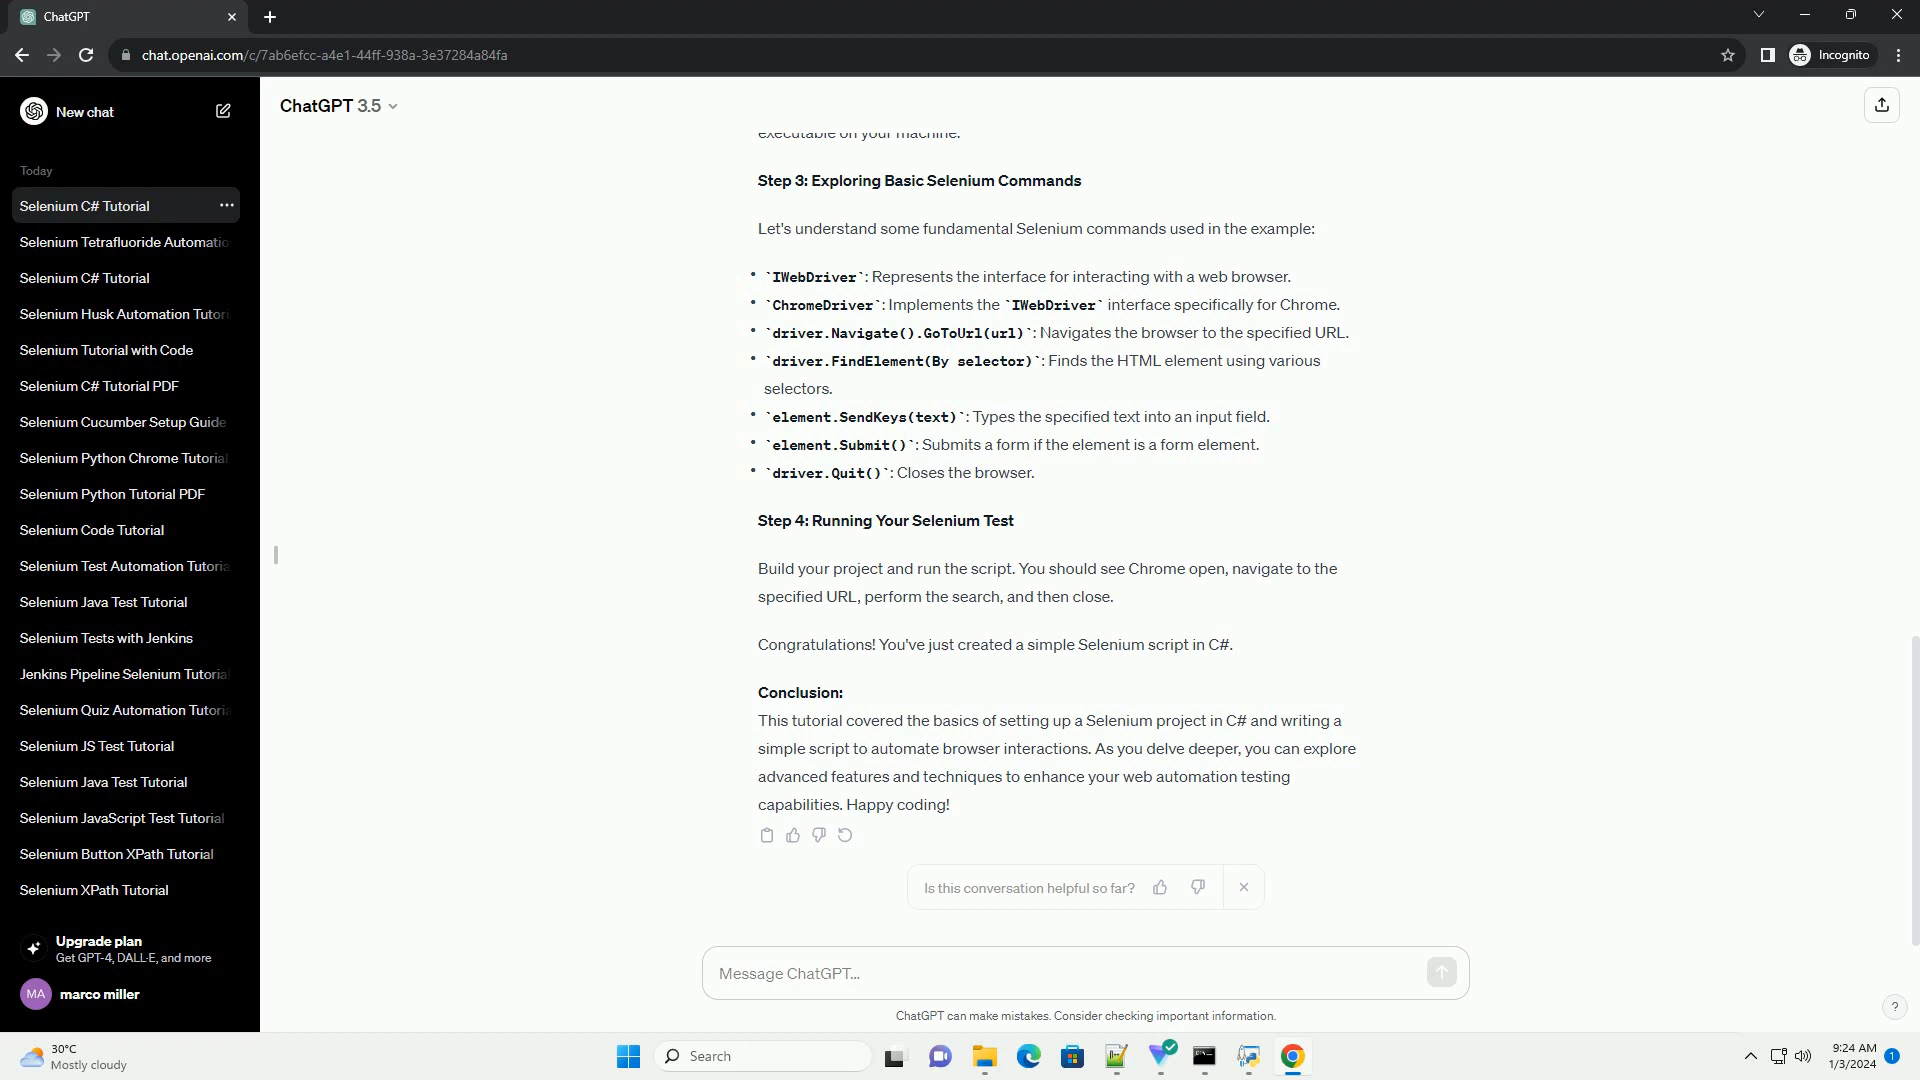 ChatGPT
chat.openai.com/c/7ab6efcc-a4e1-44ff-938a-3e37284a84fa
Incognito
New chat
Today
Selenium C# Tutorial
Selenium Tetrafluoride Automatio
Selenium C# Tutorial
Selenium Husk Automation Tutori
Selenium Tutorial with Code
Selenium C# Tutorial PDF
Selenium Cucumber Setup Guide
Selenium Python Chrome Tutorial
Selenium Python Tutorial PDF
Selenium Code Tutorial
Selenium Test Automation Tutoria
Selenium Java Test Tutorial
Selenium Tests with Jenkins
Jenkins Pipeline Selenium Tutorial
Selenium Quiz Automation Tutoria
Selenium JS Test Tutorial
Selenium Java Test Tutorial
Selenium JavaScript Test Tutorial
Selenium Button XPath Tutorial
Selenium XPath Tutorial
Upgrade plan
Get GPT-4, DALL·E, and more
MA marco miller
ChatGPT 3.5
executable on your machine.
Step 3: Exploring Basic Selenium Commands
Let's understand some fundamental Selenium commands used in the example:
• `IWebDriver`: Represents the interface for interacting with a web browser.
• `ChromeDriver`: Implements the `IWebDriver` interface specifically for Chrome.
• `driver.Navigate().GoToUrl(url)`: Navigates the browser to the specified URL.
• `driver.FindElement(By selector)`: Finds the HTML element using various
selectors.
• `element.SendKeys(text)`: Types the specified text into an input field.
• `element.Submit()`: Submits a form if the element is a form element.
• `driver.Quit()`: Closes the browser.
Step 4: Running Your Selenium Test
Build your project and run the script. You should see Chrome open, navigate to the
specified URL, perform the search, and then close.
Congratulations! You've just created a simple Selenium script in C#.
Conclusion:
This tutorial covered the basics of setting up a Selenium project in C# and writing a
simple script to automate browser interactions. As you delve deeper, you can explore
advanced features and techniques to enhance your web automation testing
capabilities. Happy coding!
Is this conversation helpful so far?
Message ChatGPT...
ChatGPT can make mistakes. Consider checking important information.
?
30°C
Mostly cloudy
Search
9:24 AM
1/3/2024
1